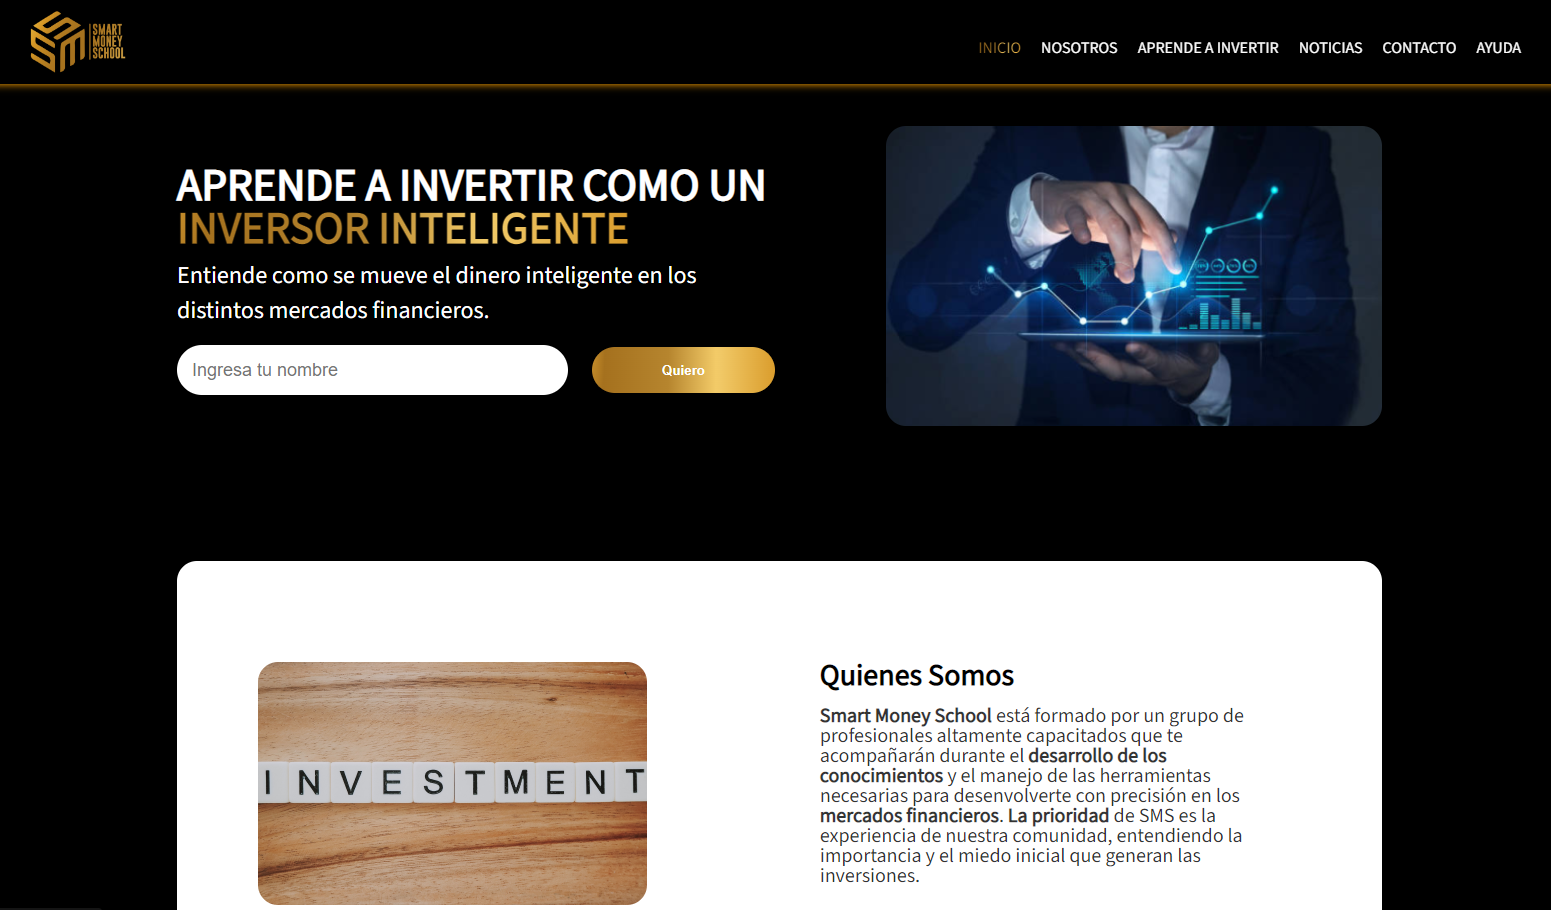 SMART
MONEY
SCHOOL
INICIO NOSOTROS APRENDE A INVERTIR NOTICIAS CONTACTO AYUDA
APRENDE A INVERTIR COMO UN
INVERSOR INTELIGENTE
Entiende como se mueve el dinero inteligente en los
distintos mercados financieros.
Ingresa tu nombre
Quiero
INVESTMENT
Quienes Somos
Smart Money School está formado por un grupo de
profesionales altamente capacitados que te
acompañarán durante el desarrollo de los
conocimientos y el manejo de las herramientas
necesarias para desenvolverte con precisión en los
mercados financieros. La prioridad de SMS es la
experiencia de nuestra comunidad, entendiendo la
importancia y el miedo inicial que generan las
inversiones.